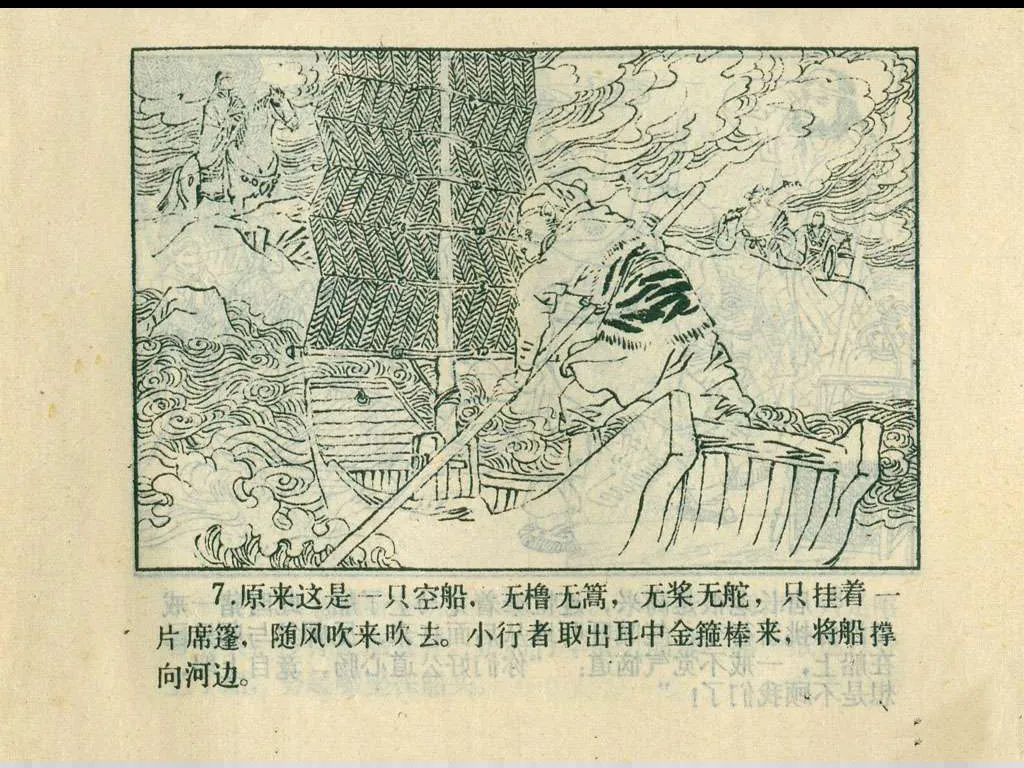 7.原来这是一只空船，无橹无篙，无桨无舵，只挂着一
片席篷，随风吹来吹去。小行者取出耳中金箍棒来，将船撑
向河边。